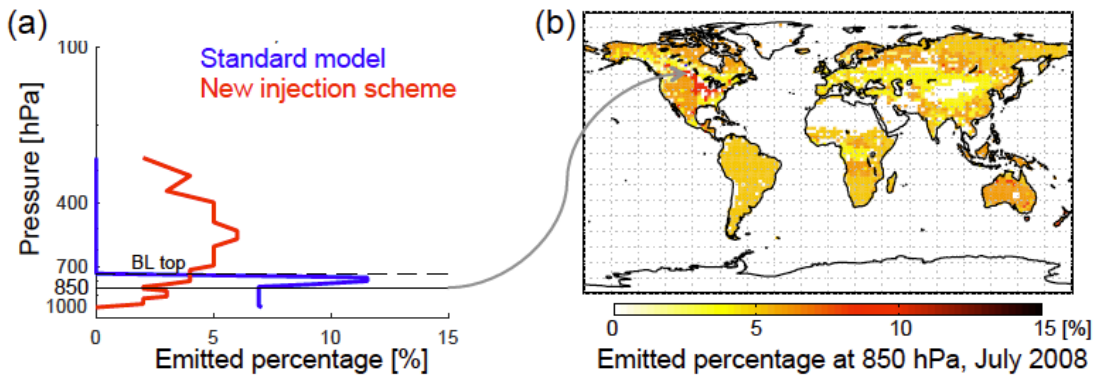 (a)
Standard model
New injection scheme
Pressure [hPa]
100
400
700
850
1000
BL top
0 5 10 15
Emitted percentage [%]
(b)
0 5 10 15 [%]
Emitted percentage at 850 hPa, July 2008